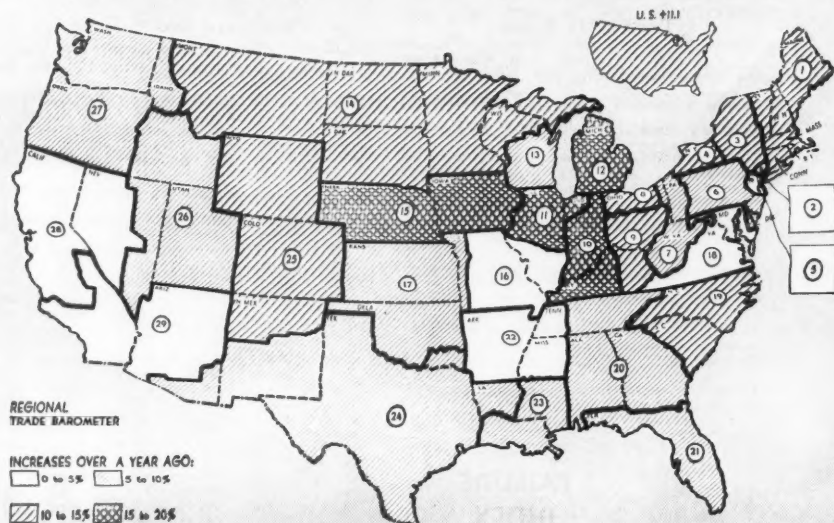 U. S. +11.1
WASH
MONT
N DAK
MINN
1
OREG
IDAHO
27
14
WIS
3
4
MASS
CONN
R I
13
12
MICH
S DAK
WYO
6
2
CALIF
NEV
UTAH
26
NEBR
15
IOWA
11
10
8
9
W VA
7
MD
DEL
VA
18
5
28
COLO
25
KANS
17
16
19
29
ARIZ
N MEX
OKLA
TEX
ARK
22
TENN
MISS
ALA
GA
S C
20
24
LA
23
21
REGIONAL
TRADE BAROMETER
INCREASES OVER A YEAR AGO:
0 to 5% 5 to 10%
10 to 15% 15 to 20%